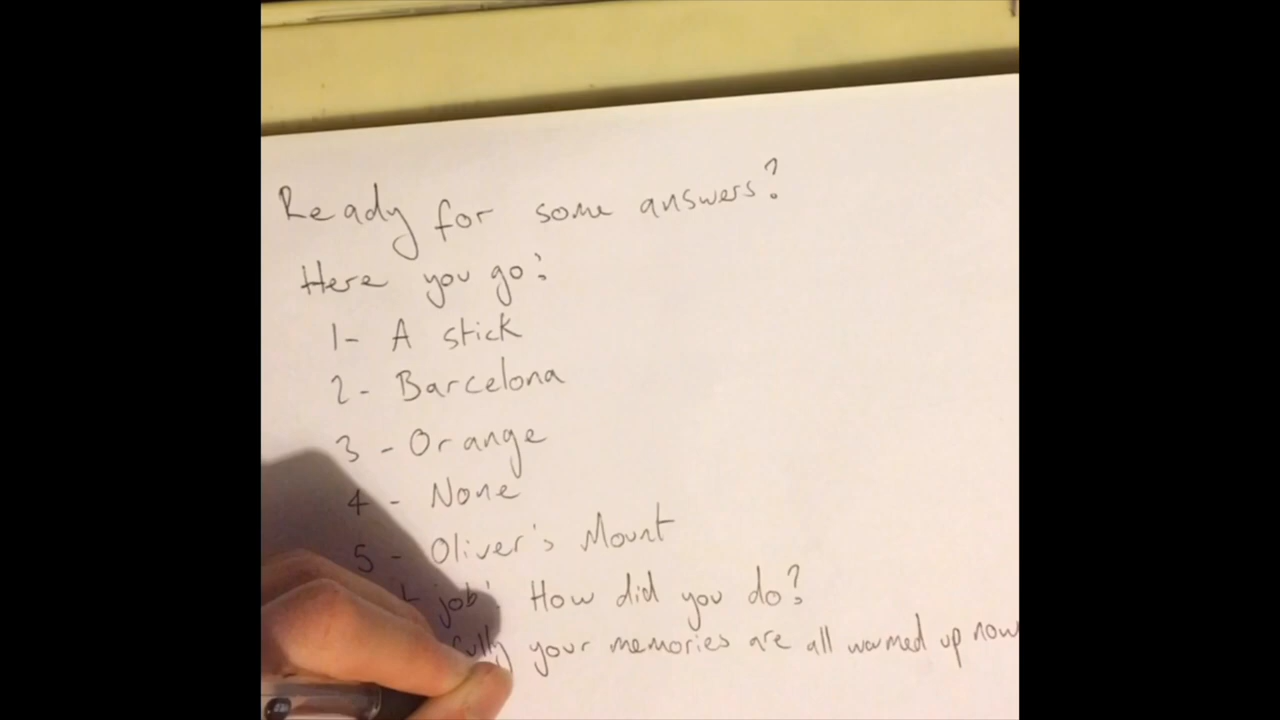 Ready for some answers?
Here you go:
1- A stick
2- Barcelona
3 - Orange
4 - None
5 - Oliver's Mount
job! How did you do?
your memories are all warmed up now